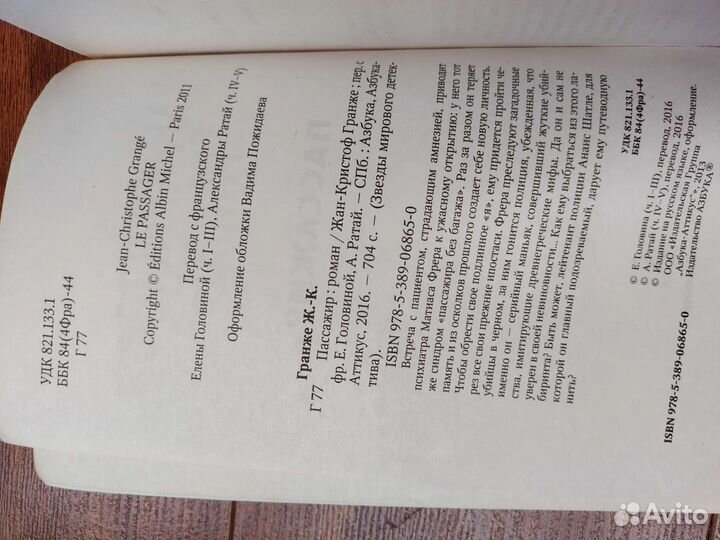 УДК 821.133.1
ББК 84(4Фра)-44
Г 77
Jean-Christophe Grangé
LE PASSAGER
Copyright © Éditions Albin Michel — Paris 2011
Перевод с французского
Елены Головиной (ч. I–III), Александры Ратай (ч. IV–V)
Оформление обложки Вадима Пожидаева
Гранже Ж.-К.
Г 77 Пассажир : роман / Жан-Кристоф Гранже ; пер. с
фр. Е. Головиной, А. Ратай. — СПб. : Азбука, Азбука-
Аттикус, 2016. — 704 с. — (Звезды мирового детек-
тива).
ISBN 978-5-389-06865-0
Встреча с пациентом, страдающим амнезией, приводит
психиатра Матиаса Фрера к ужасному открытию: у него тот
же синдром «пассажира без багажа». Раз за разом он теряет
память и из осколков прошлого создает себе новую личность.
Чтобы обрести свое подлинное «я», ему придется пройти че-
рез все свои прежние ипостаси. Фрера преследуют загадочные
убийцы в черном, за ним гонится полиция, убежденная, что
именно он — серийный маньяк, совершивший жуткие убий-
ства, имитирующие древнегреческие мифы. Да он и сам не
уверен в своей невиновности... Как ему выбраться из этого ла-
биринта? Быть может, лейтенант полиции Анаис Шатле, для
которой он главный подозреваемый, дарует ему путеводную
нить?
УДК 821.133.1
ББК 84(4Фра)-44
© Е. Головина (ч. I–III), перевод, 2016
© А. Ратай (ч. IV–V), перевод, 2016
© Издание на русском языке, оформление.
ООО «Издательская Группа
„Азбука-Аттикус“», 2013
Издательство АЗБУКА®
ISBN 978-5-389-06865-0
Avito